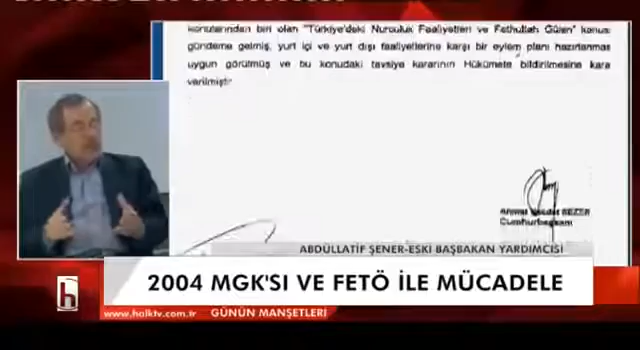 konularından biri olan "Türkiye'deki Nurculuk Faaliyetleri ve Fethullah Gülen" konusu
gündeme gelmiş, yurt içi ve yurt dışı faaliyetlerine karşı bir eylem planı hazırlanmas
uygun görülmüş ve bu konudaki tavsiye kararının Hükümete bildirilmesine kara
verilmiştir
Ahmet Necdet SEZER
Cumhurbaşkanı
ABDÜLLATİF ŞENER-ESKİ BAŞBAKAN YARDIMCISI
2004 MGK'SI VE FETÖ İLE MÜCADELE
h
www.halktv.com.tr GÜNÜN MANŞETLERİ